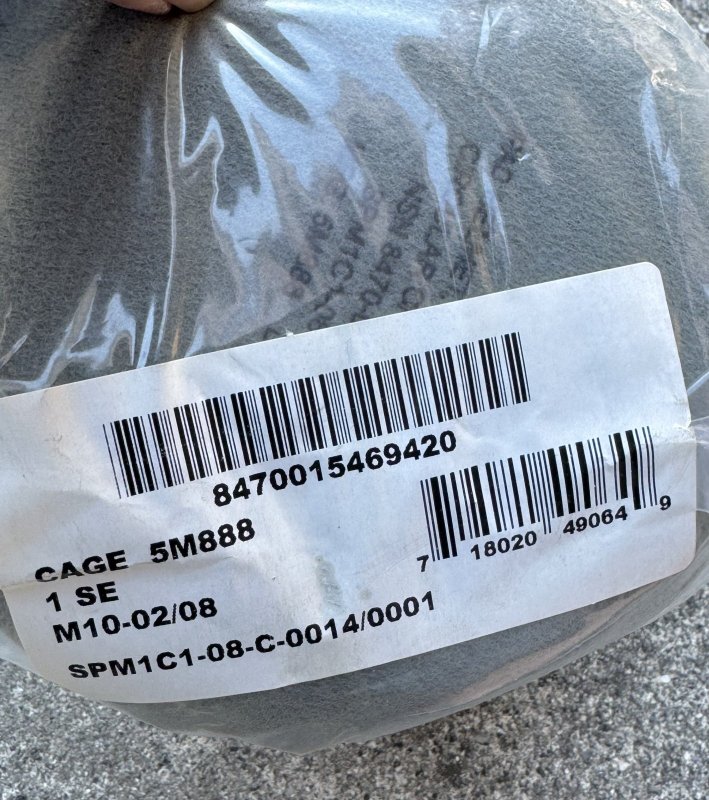 8470015469420
CAGE 5M888
1 SE
M10-02/08
SPM1C1-08-C-0014/0001
7 18020 49064 9